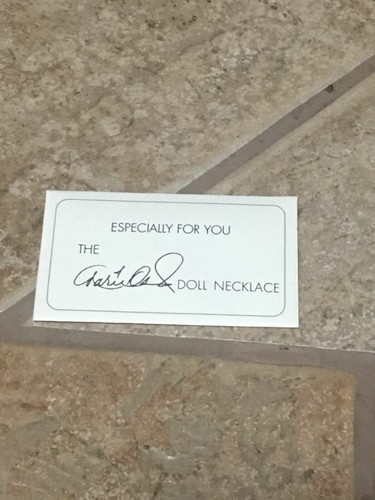 ESPECIALLY FOR YOU
THE
DOLL NECKLACE